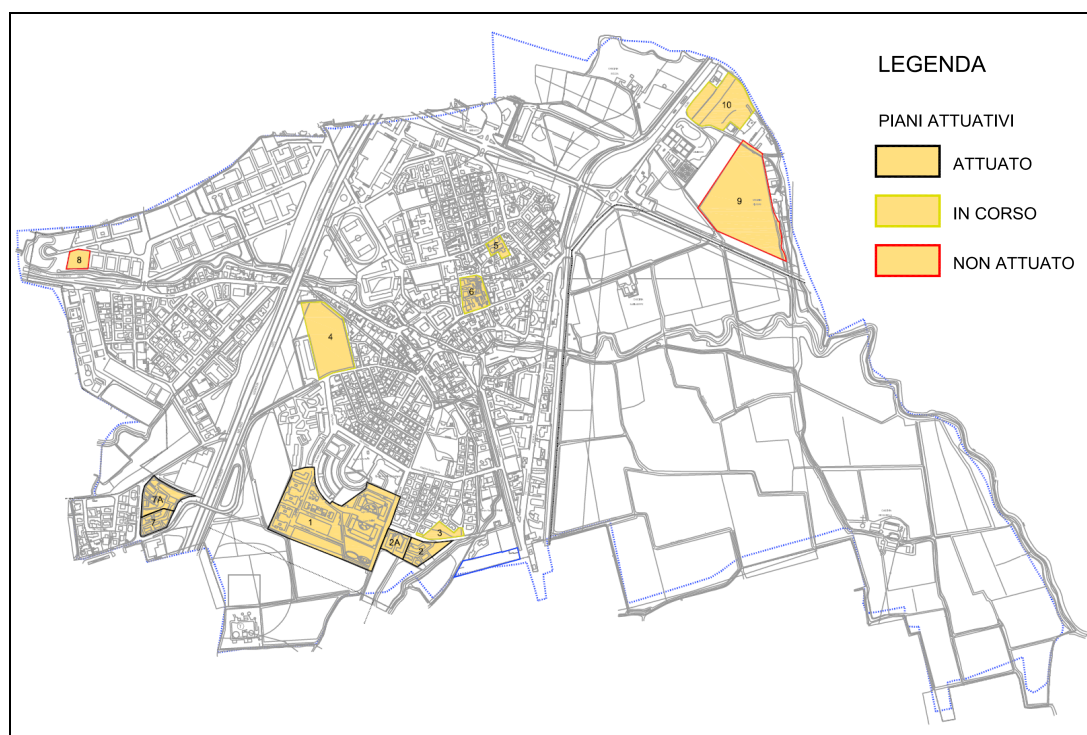 LEGENDA
PIANI ATTUATIVI
ATTUATO
IN CORSO
NON ATTUATO
10
9
5
8
6
4
7A
7
1
3
2A
2